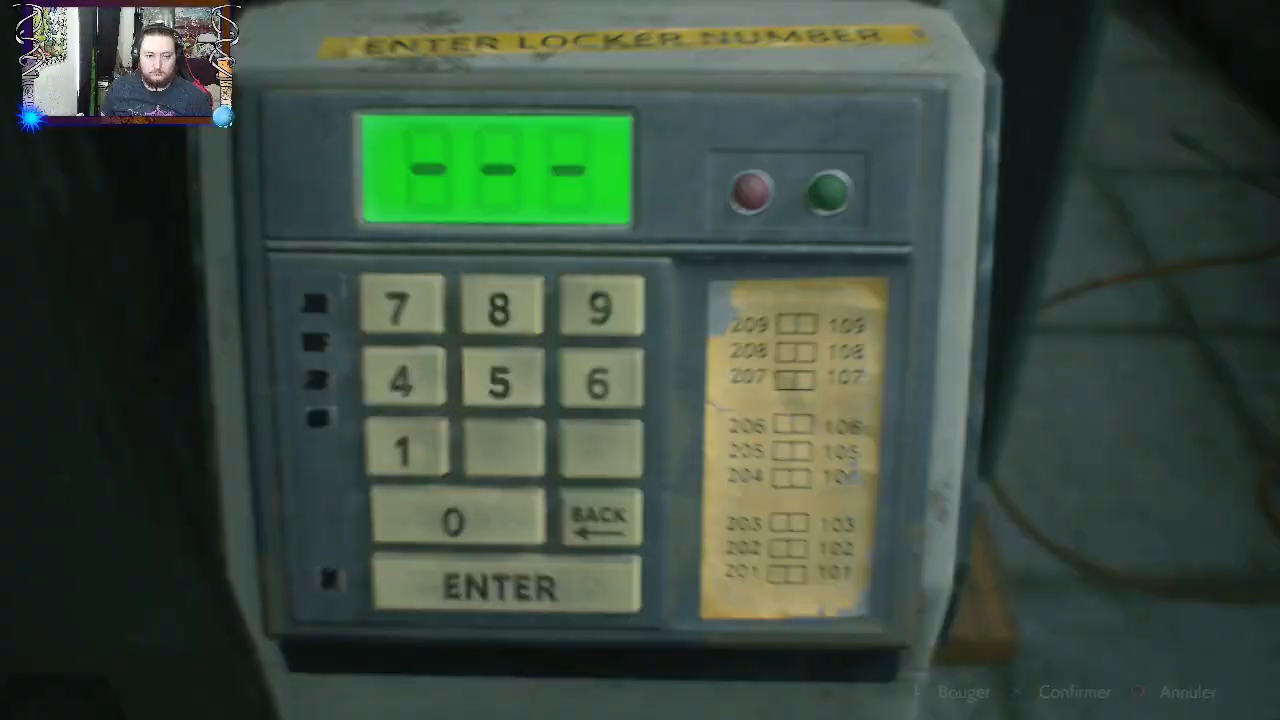 ENTER LOCKER NUMBER
- - -
7 8 9
4 5 6
1
0 BACK
ENTER
209 109
208 108
207 107
206 106
205 105
204 104
203 103
202 102
201 101
Bouger Confirmer Annuler